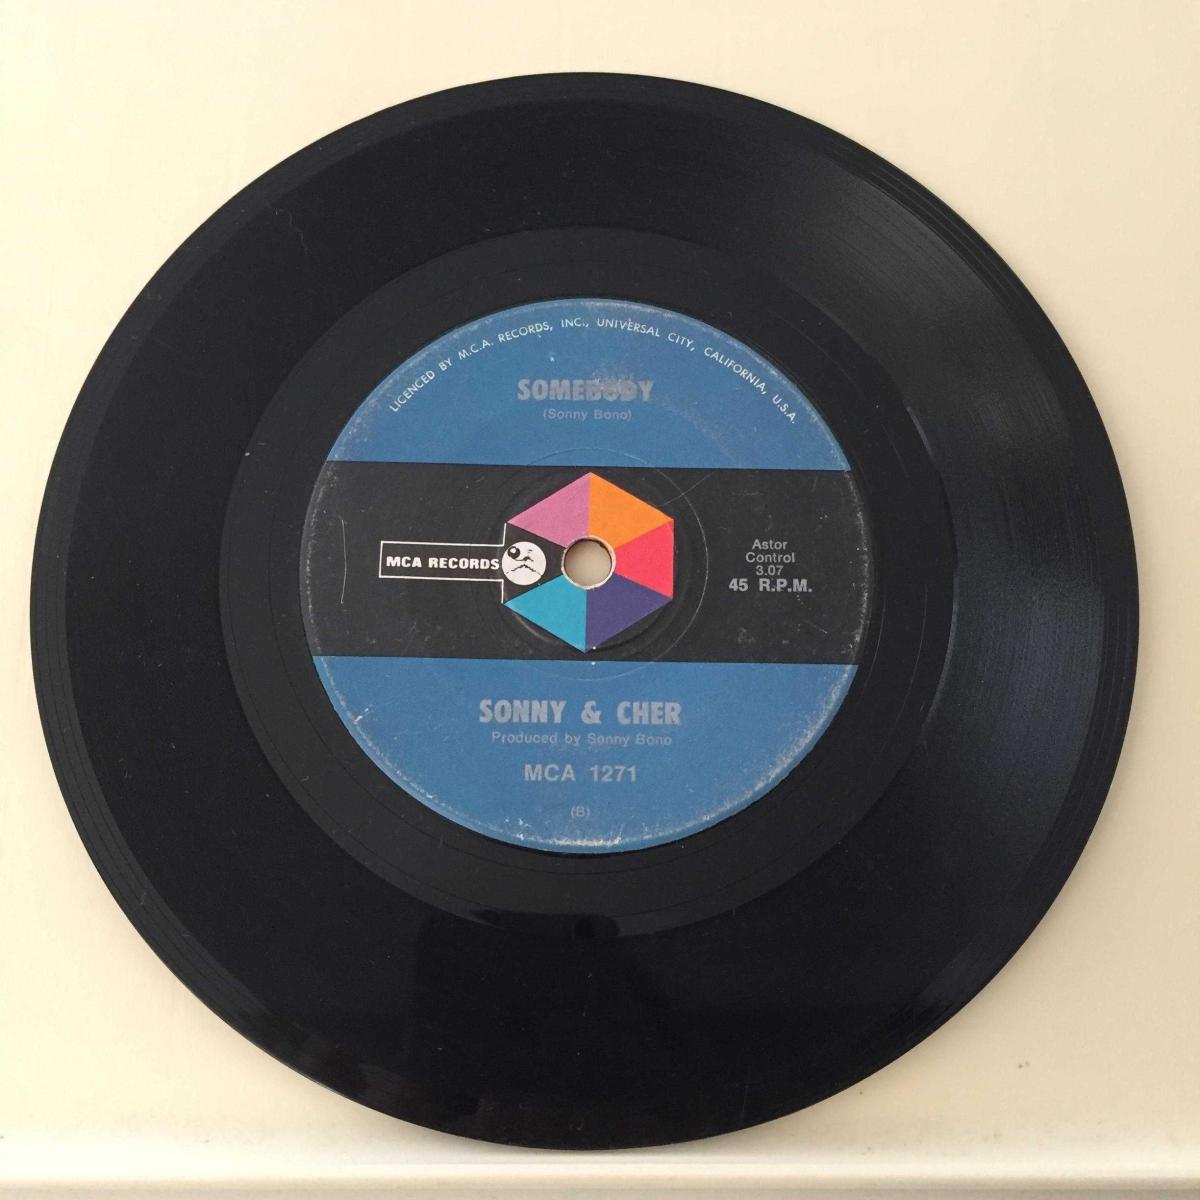 LICENCED BY M.C.A. RECORDS, INC., UNIVERSAL CITY, CALIFORNIA, U.S.A.
SOMEBODY
(Sonny Bono)
MCA RECORDS
Astor
Control
3.07
45 R.P.M.
SONNY & CHER
Produced by Sonny Bono
MCA 1271
(B)